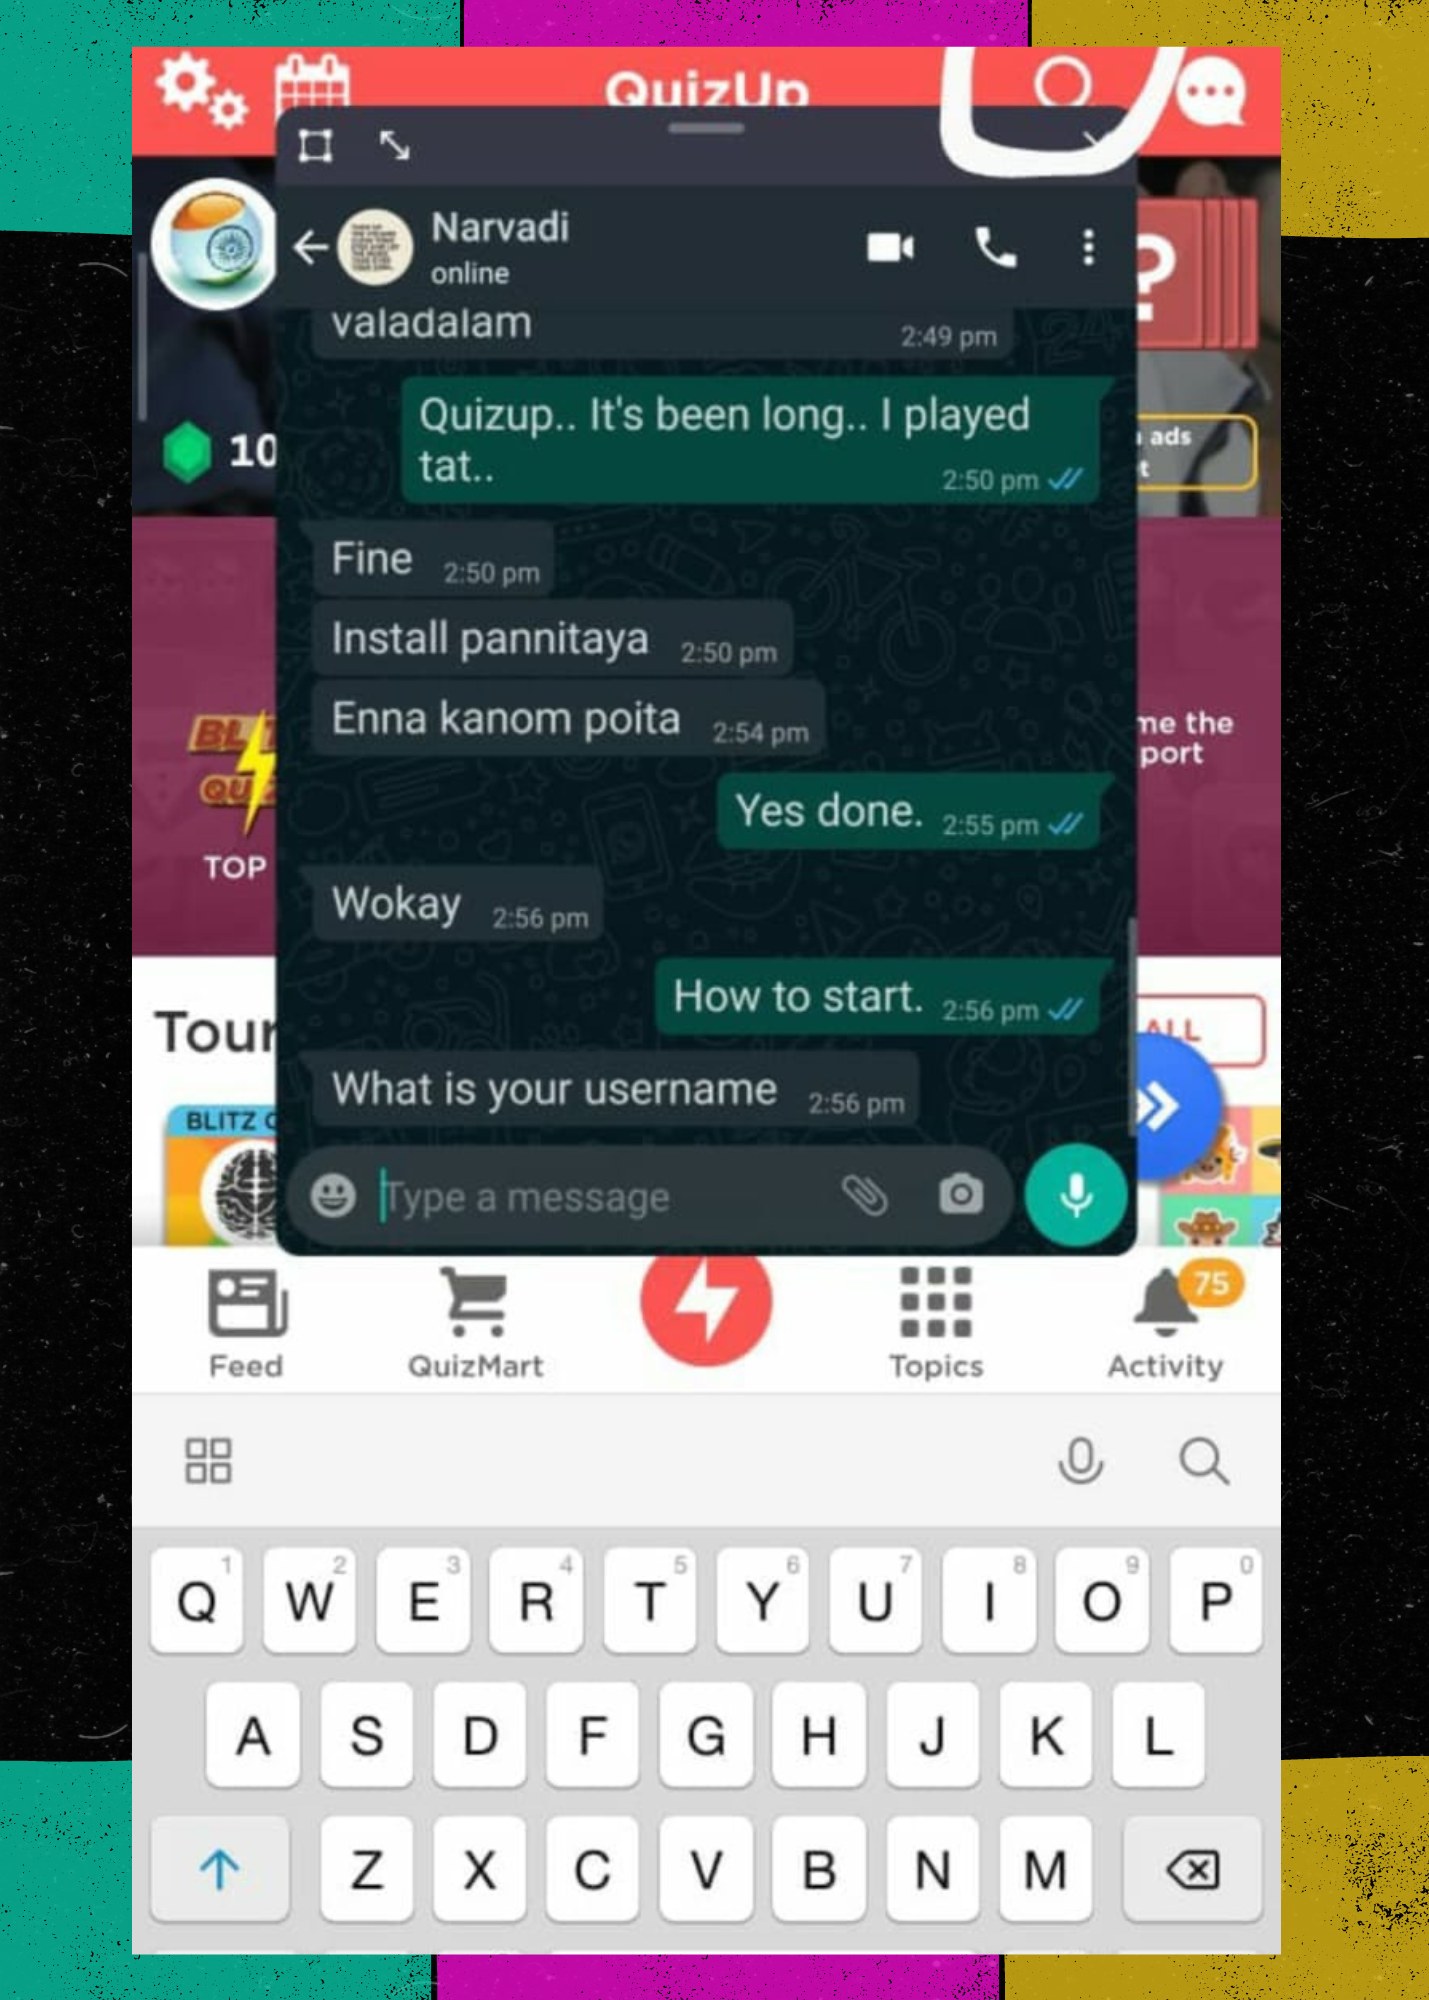 QuizUp
Narvadi
online
valadalam 2:49 pm
Quizup.. It's been long.. I played
tat.. 2:50 pm
Fine 2:50 pm
Install pannitaya 2:50 pm
Enna kanom poita 2:54 pm
Yes done. 2:55 pm
Wokay 2:56 pm
How to start. 2:56 pm
What is your username 2:56 pm
Type a message
10
?
ads
t
BLIT
QUIZ
me the
port
TOP
Tour
ALL
BLITZ Q
Feed
QuizMart
Topics
75
Activity
1 2 3 4 5 6 7 8 9 0
Q W E R T Y U I O P
A S D F G H J K L
Z X C V B N M